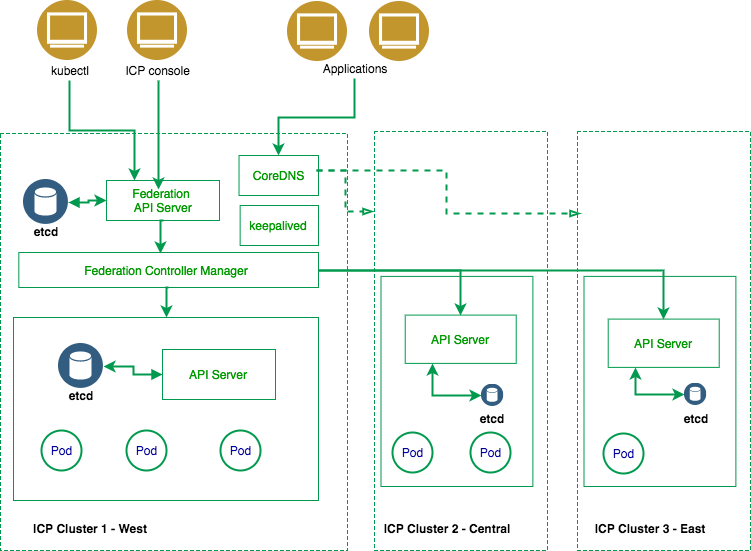 kubectl
ICP console
Applications
CoreDNS
Federation
API Server
etcd
keepalived
Federation Controller Manager
API Server
API Server
API Server
etcd
etcd
etcd
Pod
Pod
Pod
Pod
Pod
Pod
ICP Cluster 1 - West
ICP Cluster 2 - Central
ICP Cluster 3 - East